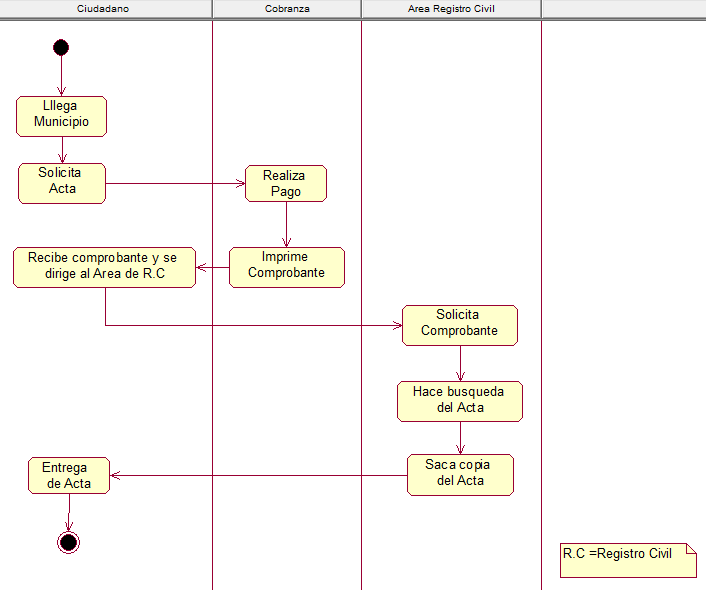 Ciudadano
Cobranza
Area Registro Civil
Lllega
Municipio
Solicita
Acta
Realiza
Pago
Recibe comprobante y se
dirige al Area de R.C
Imprime
Comprobante
Solicita
Comprobante
Hace busqueda
del Acta
Saca copia
del Acta
Entrega
de Acta
R.C =Registro Civil